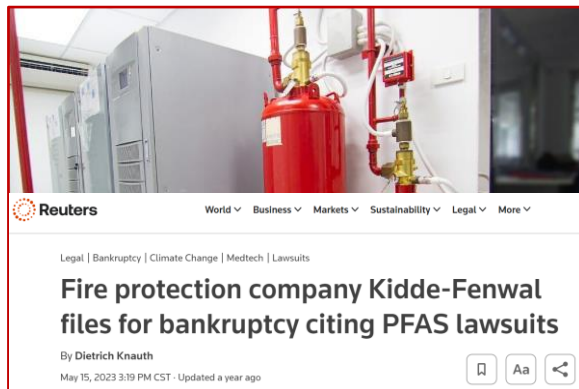 Reuters
World Business Markets Sustainability Legal More
Legal | Bankruptcy | Climate Change | Medtech | Lawsuits
Fire protection company Kidde-Fenwal
files for bankruptcy citing PFAS lawsuits
By Dietrich Knauth
May 15, 2023 3:19 PM CST · Updated a year ago
Aa